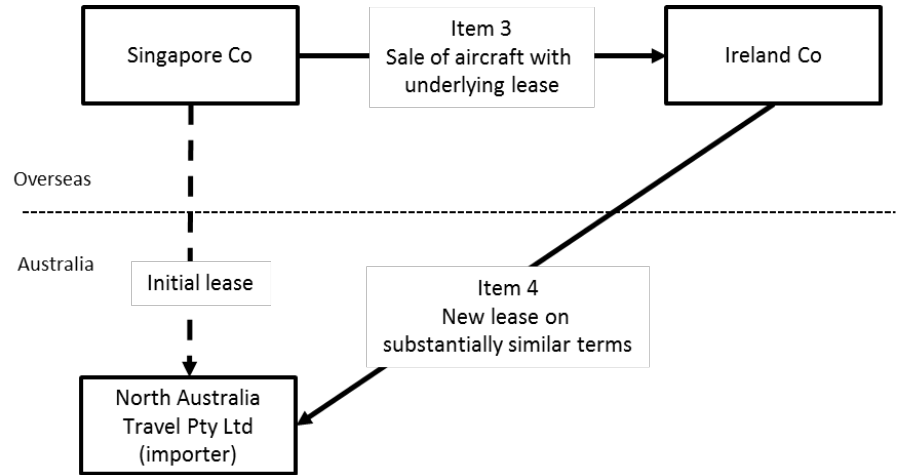 Singapore Co
Item 3
Sale of aircraft with
underlying lease
Ireland Co
Overseas
Australia
Initial lease
Item 4
New lease on
substantially similar terms
North Australia
Travel Pty Ltd
(importer)